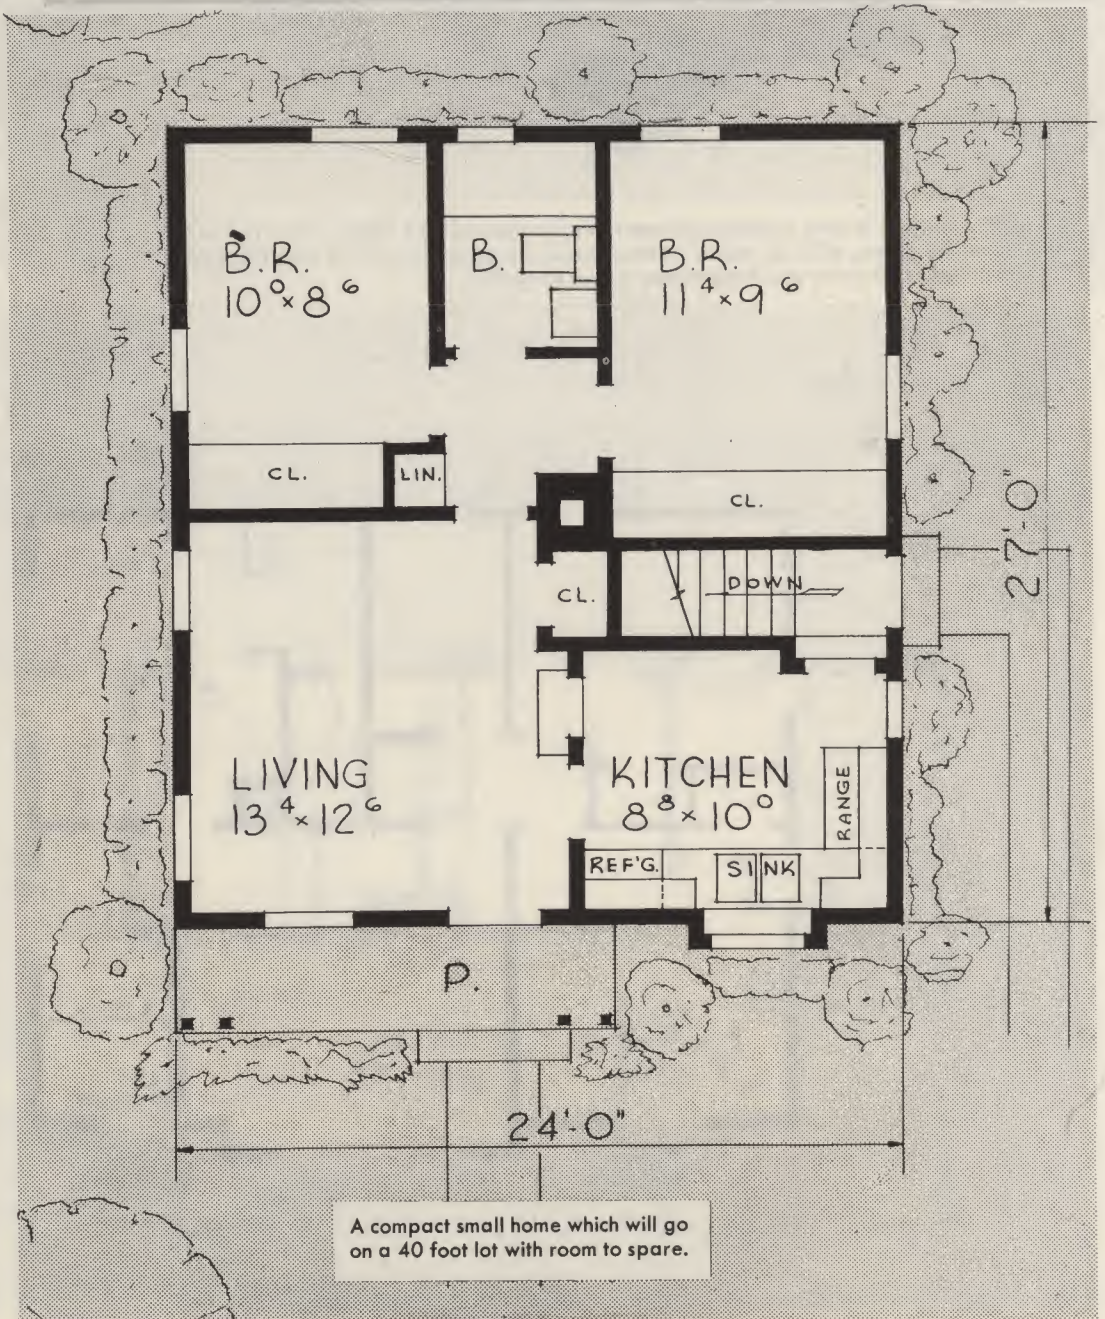 B.R.
10⁰ x 8⁶
B.
B.R.
11⁴ x 9⁶
CL.
LIN.
CL.
CL.
DOWN
27'-0"
LIVING
13⁴ x 12⁶
KITCHEN
8⁸ x 10⁰
RANGE
REF'G.
SINK
P.
24'-0"
A compact small home which will go
on a 40 foot lot with room to spare.